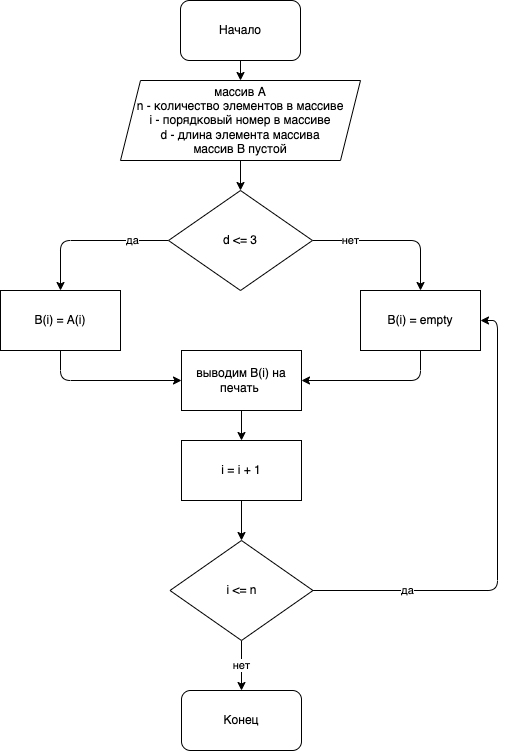 Начало
массив А
n - количество элементов в массиве
i - порядковый номер в массиве
d - длина элемента массива
массив В пустой
d <= 3
да
нет
B(i) = A(i)
B(i) = empty
выводим B(i) на
печать
i = i + 1
i <= n
да
нет
Конец